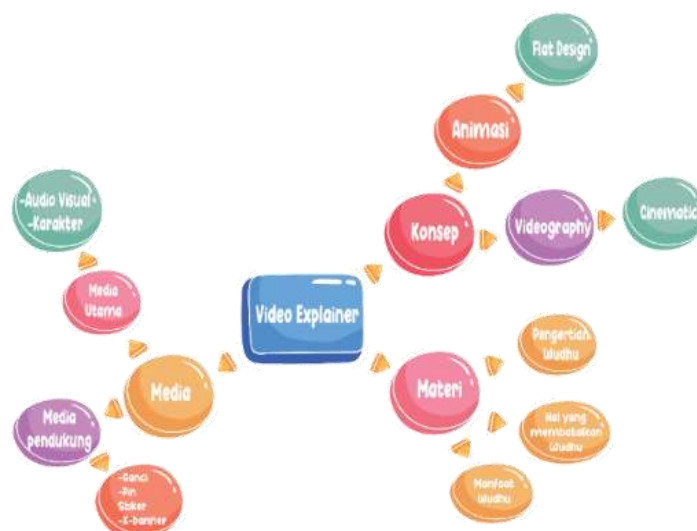 Flat Design
Animasi
-Audio Visual
-Karakter
Konsep
Videography
Cinematic
Media
Utama
Video Explainer
Pengertian
Wudhu
Media
Materi
Media
pendukung
Hal yang
membatalkan
Wudhu
Manfaat
Wudhu
-Ganci
-Pin
Stiker
-X-banner